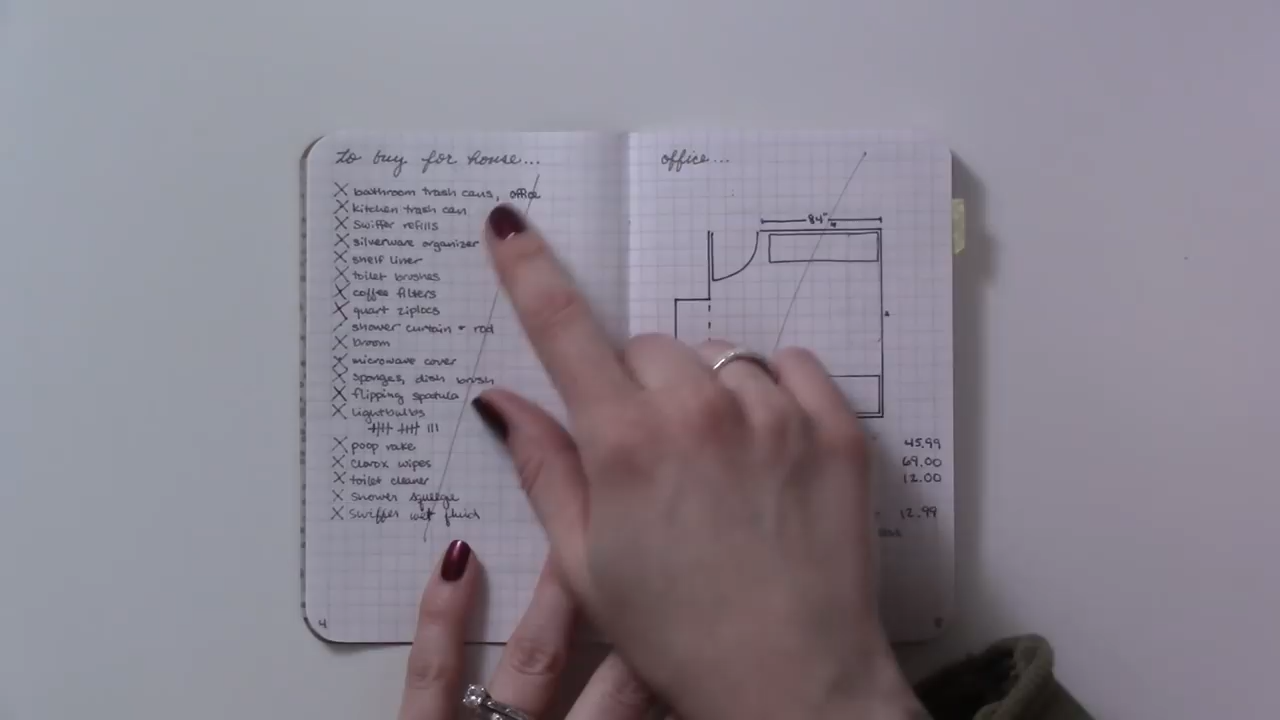 to buy for house...
bathroom trash cans, office
kitchen trash can
Swiffer refills
silverware organizer
shelf liner
toilet brushes
coffee filters
quart ziplocs
shower curtain + rod
broom
microwave cover
sponges, dish brush
flipping spatula
lightbulbs
poop rake
clorox wipes
toilet cleaner
shower squeege
swiffer wet fluid
4
office...
84"
45.99
69.00
12.00
12.99